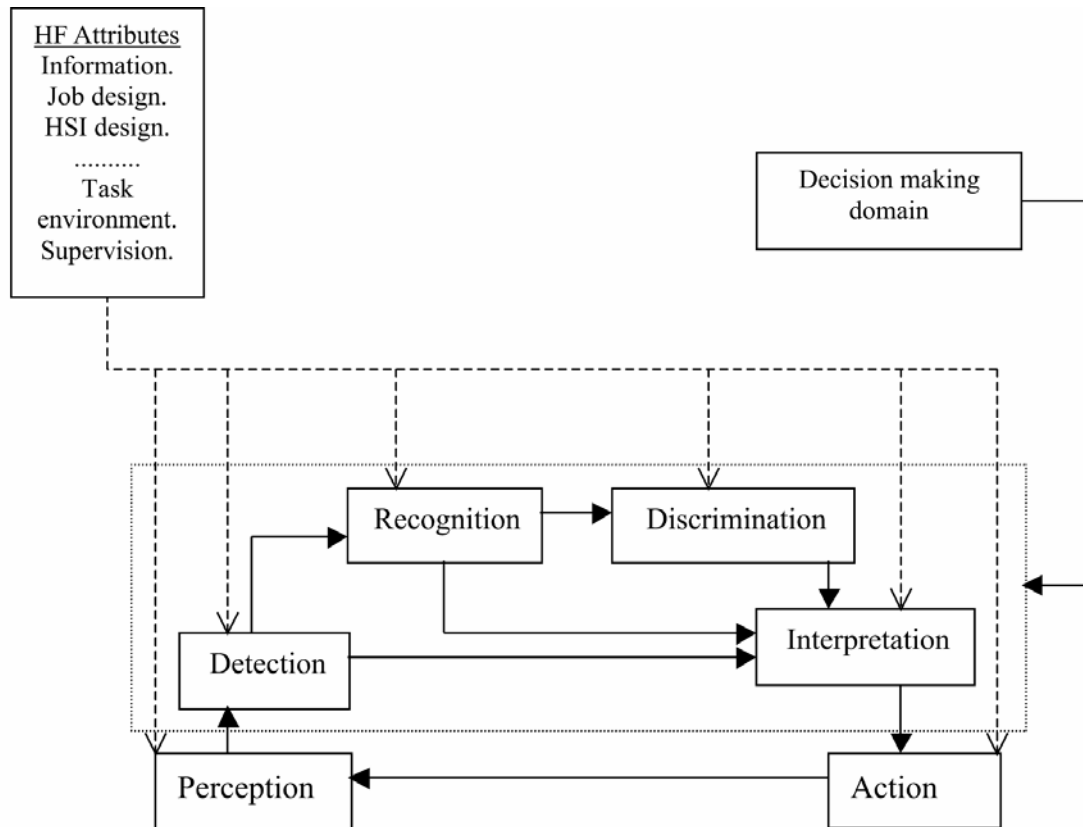 HF Attributes
Information.
Job design.
HSI design.
..........
Task
environment.
Supervision.
Decision making
domain
Recognition
Discrimination
Detection
Interpretation
Perception
Action